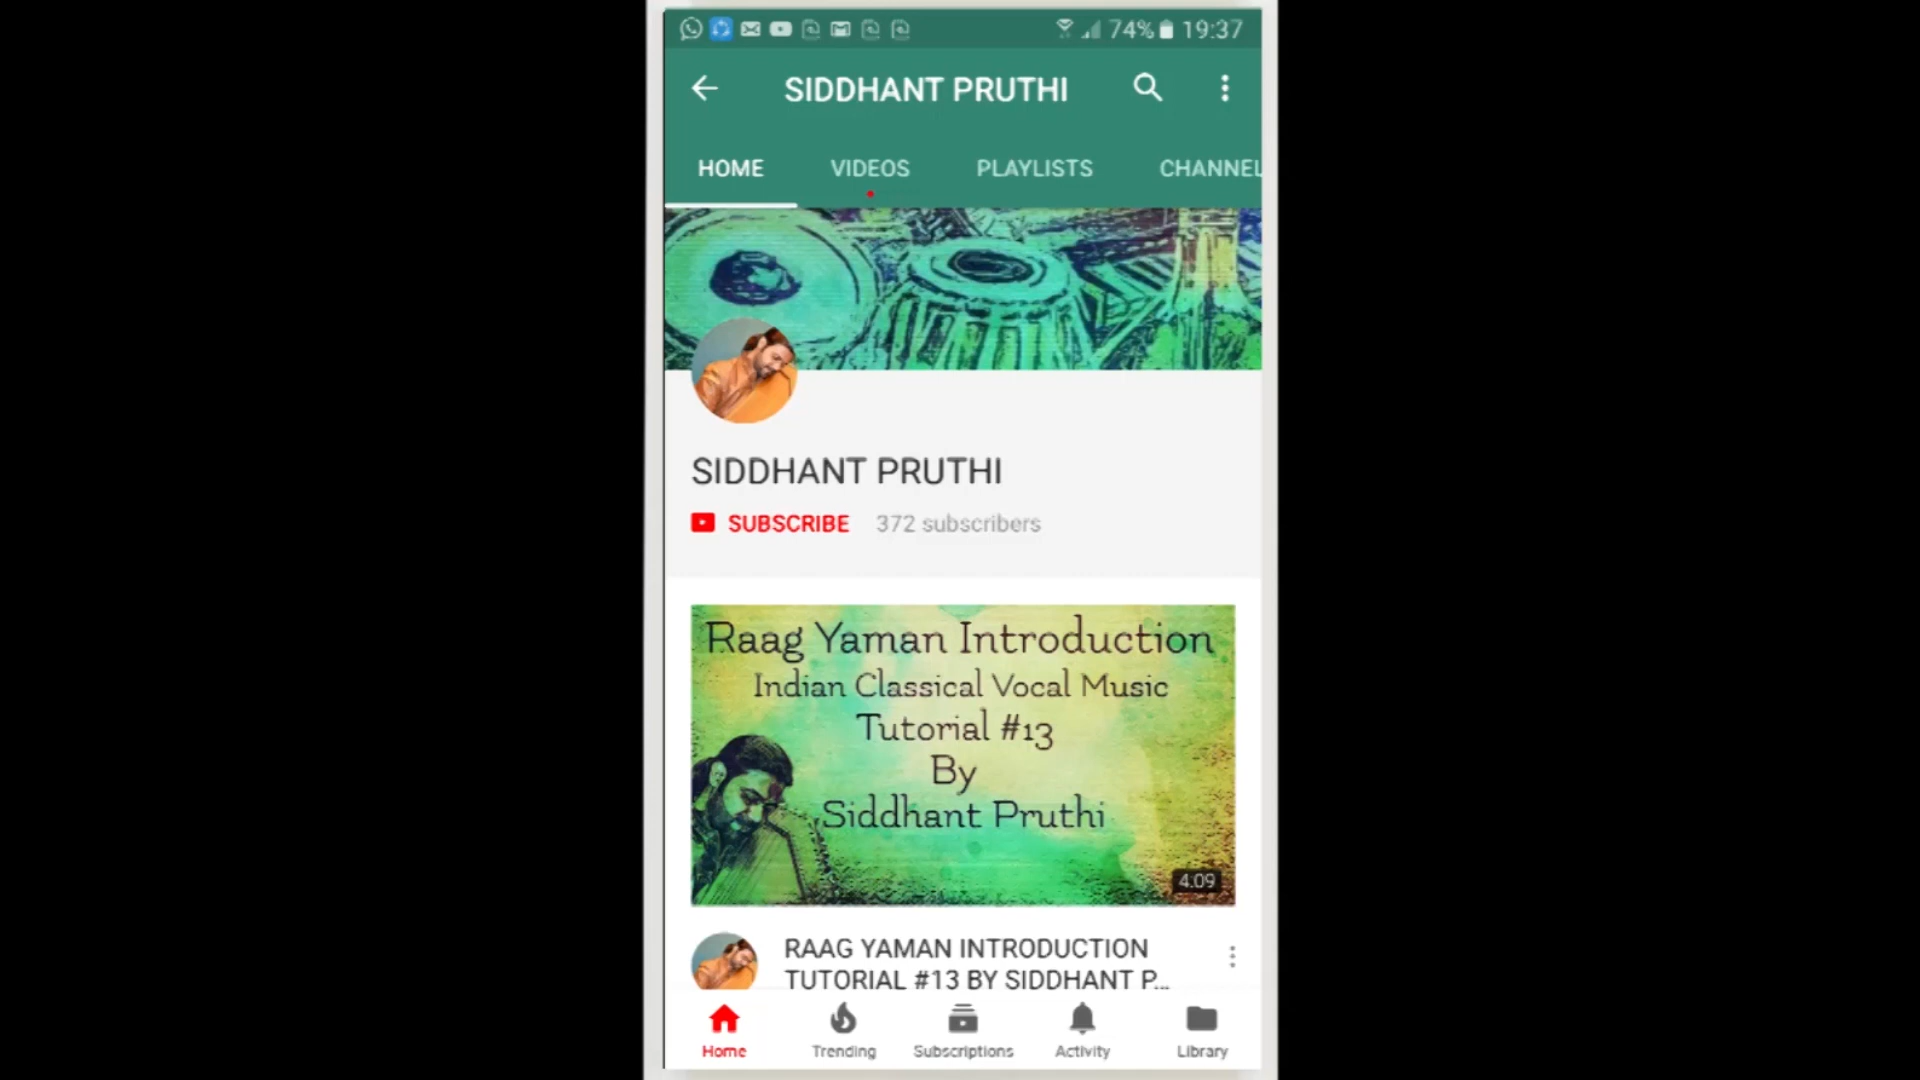 74% 19:37
SIDDHANT PRUTHI
HOME VIDEOS PLAYLISTS CHANNEL
SIDDHANT PRUTHI
SUBSCRIBE 372 subscribers
Raag Yaman Introduction
Indian Classical Vocal Music
Tutorial #13
By
Siddhant Pruthi
4:09
RAAG YAMAN INTRODUCTION
TUTORIAL #13 BY SIDDHANT P...
Home Trending Subscriptions Activity Library